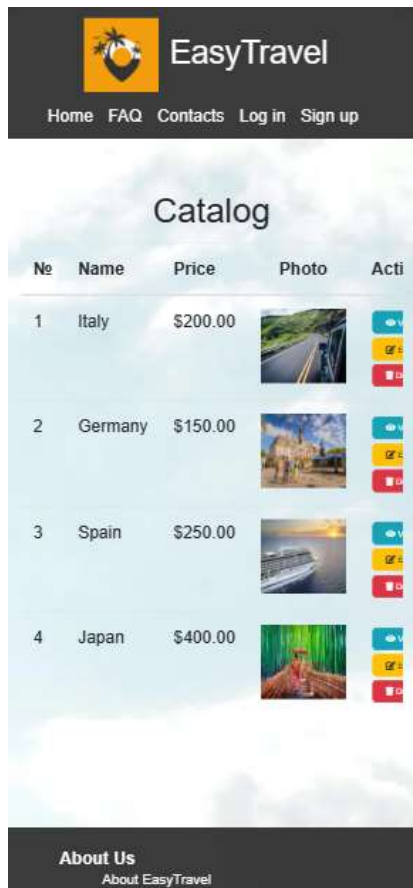 EasyTravel
Home FAQ Contacts Log in Sign up
Catalog
№ Name Price Photo Acti
1 Italy $200.00
2 Germany $150.00
3 Spain $250.00
4 Japan $400.00
About Us
About EasyTravel